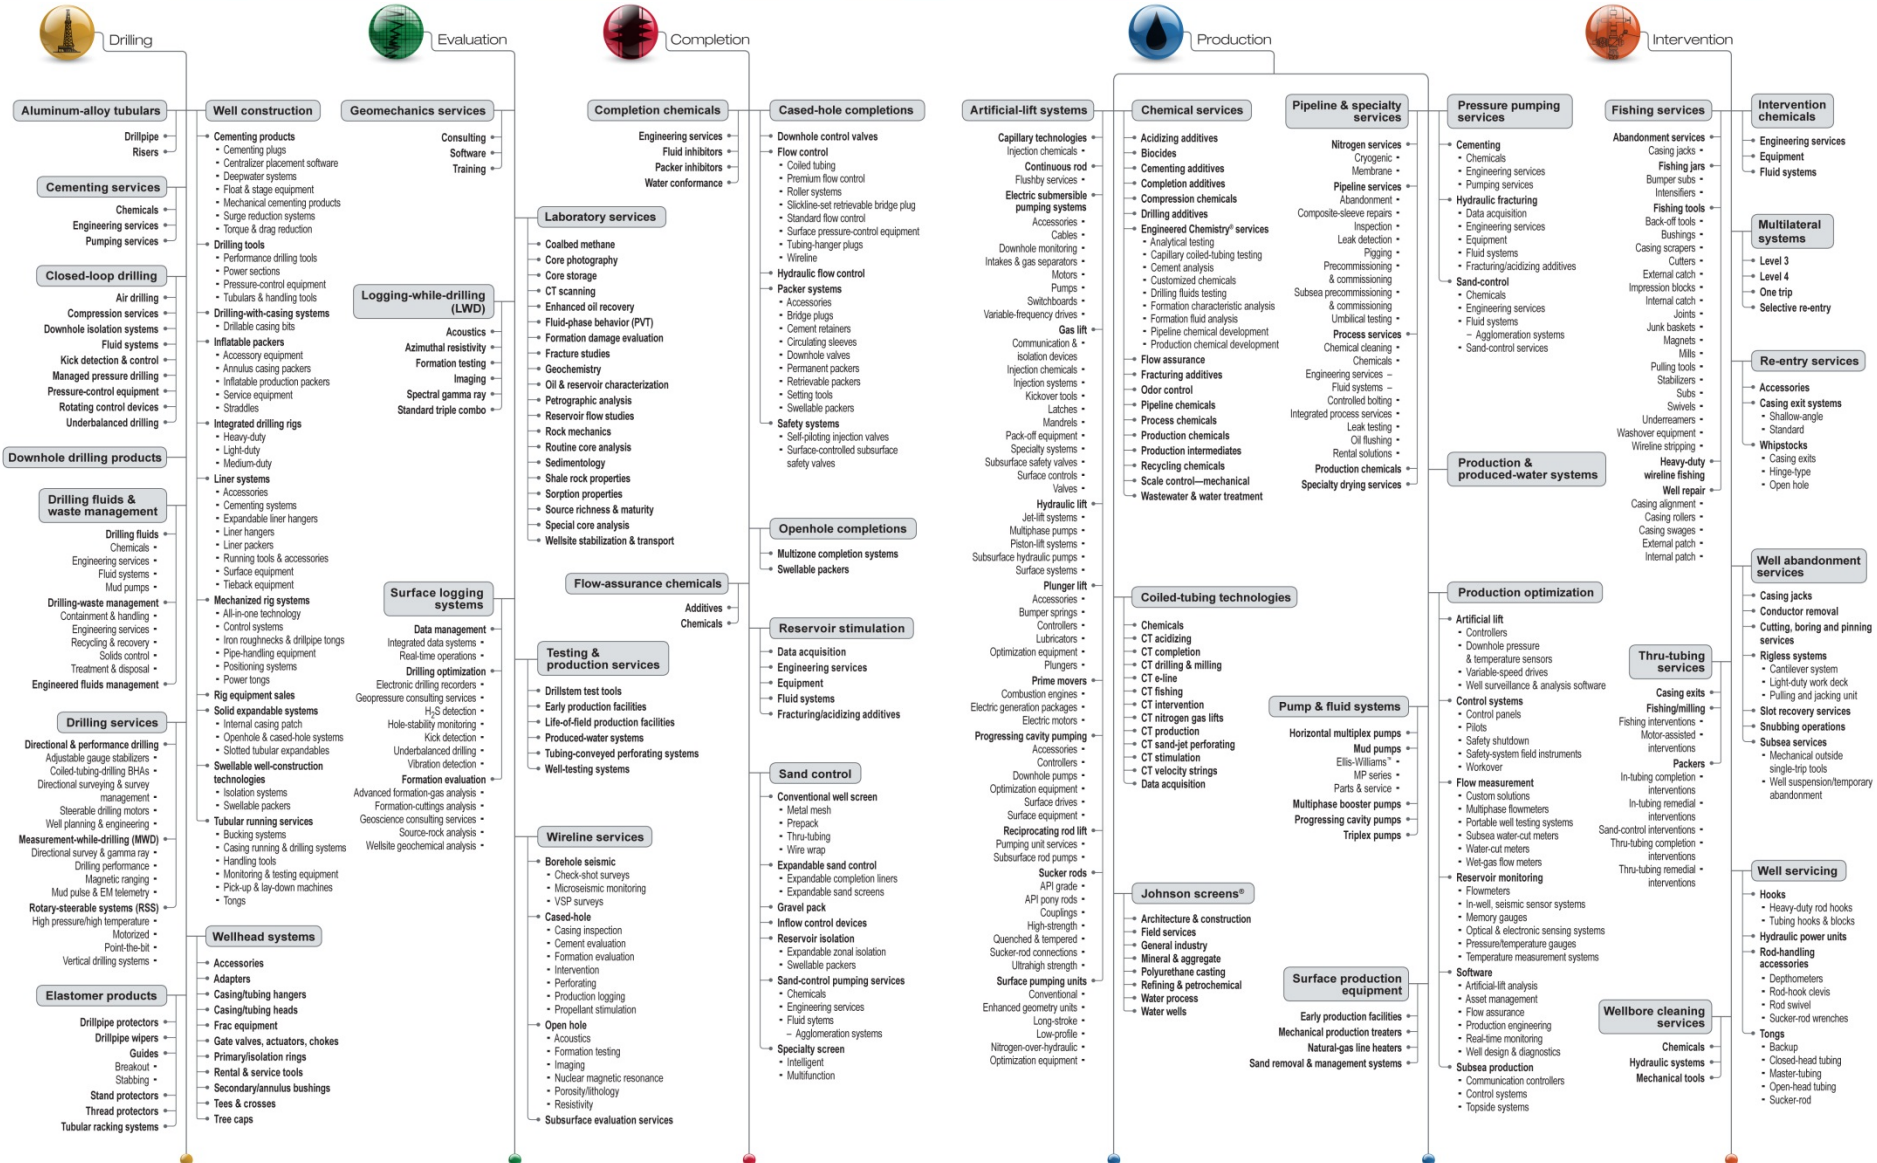 Drilling
Aluminum-alloy tubulars
Drillpipe
Risers
Cementing services
Chemicals
Engineering services
Pumping services
Closed-loop drilling
Air drilling
Compression services
Downhole isolation systems
Fluid systems
Kick detection & control
Managed pressure drilling
Pressure-control equipment
Rotating control devices
Underbalanced drilling
Downhole drilling products
Drilling fluids &
waste management
Drilling fluids
Chemicals
Engineering services
Fluid systems
Mud pumps
Drilling-waste management
Containment & handling
Engineering services
Recycling & recovery
Solids control
Treatment & disposal
Engineered fluids management
Drilling services
Directional & performance drilling
Adjustable gauge stabilizers
Coiled-tubing-drilling BHAs
Directional surveying & survey
management
Steerable drilling motors
Well planning & engineering
Measurement-while-drilling (MWD)
Directional survey & gamma ray
Drilling performance
Magnetic ranging
Mud pulse & EM telemetry
Rotary-steerable systems (RSS)
High pressure/high temperature
Motorized
Point-the-bit
Vertical drilling systems
Elastomer products
Drillpipe protectors
Drillpipe wipers
Guides
Breakout
Stabbing
Stand protectors
Thread protectors
Tubular racking systems
Well construction
Cementing products
Cementing plugs
Centralizer placement software
Deepwater systems
Float & stage equipment
Mechanical cementing products
Surge reduction systems
Torque & drag reduction
Drilling tools
Performance drilling tools
Power sections
Pressure-control equipment
Tubulars & handling tools
Drilling-with-casing systems
Drillable casing bits
Inflatable packers
Accessory equipment
Annulus casing packers
Inflatable production packers
Service equipment
Straddles
Integrated drilling rigs
Heavy-duty
Light-duty
Medium-duty
Liner systems
Accessories
Cementing systems
Expandable liner hangers
Liner hangers
Liner packers
Running tools & accessories
Surface equipment
Tieback equipment
Mechanized rig systems
All-in-one technology
Control systems
Iron roughnecks & drillpipe tongs
Pipe-handling equipment
Positioning systems
Power tongs
Rig equipment sales
Solid expandable systems
Internal casing patch
Openhole & cased-hole systems
Slotted tubular expandables
Swellable well-construction
technologies
Isolation systems
Swellable packers
Tubular running services
Bucking systems
Casing running & drilling systems
Handling tools
Monitoring & testing equipment
Pick-up & lay-down machines
Tongs
Wellhead systems
Accessories
Adapters
Casing/tubing hangers
Casing/tubing heads
Frac equipment
Gate valves, actuators, chokes
Primary/isolation rings
Rental & service tools
Secondary/annulus bushings
Tees & crosses
Tree caps
Evaluation
Geomechanics services
Consulting
Software
Training
Logging-while-drilling
(LWD)
Acoustics
Azimuthal resistivity
Formation testing
Imaging
Spectral gamma ray
Standard triple combo
Surface logging
systems
Data management
Integrated data systems
Real-time operations
Drilling optimization
Electronic drilling recorders
Geopressure consulting services
H2S detection
Hole-stability monitoring
Kick detection
Underbalanced drilling
Vibration detection
Formation evaluation
Advanced formation-gas analysis
Formation-cuttings analysis
Geoscience consulting services
Source-rock analysis
Wellsite geochemical analysis
Laboratory services
Coalbed methane
Core photography
Core storage
CT scanning
Enhanced oil recovery
Fluid-phase behavior (PVT)
Formation damage evaluation
Fracture studies
Geochemistry
Oil & reservoir characterization
Petrographic analysis
Reservoir flow studies
Rock mechanics
Routine core analysis
Sedimentology
Shale rock properties
Sorption properties
Source richness & maturity
Special core analysis
Wellsite stabilization & transport
Testing &
production services
Drillstem test tools
Early production facilities
Life-of-field production facilities
Produced-water systems
Tubing-conveyed perforating systems
Well-testing systems
Wireline services
Borehole seismic
Check-shot surveys
Microseismic monitoring
VSP surveys
Cased-hole
Casing inspection
Cement evaluation
Formation evaluation
Intervention
Perforating
Production logging
Propellant stimulation
Open hole
Acoustics
Formation testing
Imaging
Nuclear magnetic resonance
Porosity/lithology
Resistivity
Subsurface evaluation services
Completion
Completion chemicals
Engineering services
Fluid inhibitors
Packer inhibitors
Water conformance
Flow-assurance chemicals
Additives
Chemicals
Cased-hole completions
Downhole control valves
Flow control
Coiled tubing
Premium flow control
Roller systems
Slickline-set retrievable bridge plug
Standard flow control
Surface pressure-control equipment
Tubing-hanger plugs
Wireline
Hydraulic flow control
Packer systems
Accessories
Bridge plugs
Cement retainers
Circulating sleeves
Downhole valves
Permanent packers
Retrievable packers
Setting tools
Swellable packers
Safety systems
Self-piloting injection valves
Surface-controlled subsurface
safety valves
Openhole completions
Multizone completion systems
Swellable packers
Reservoir stimulation
Data acquisition
Engineering services
Equipment
Fluid systems
Fracturing/acidizing additives
Sand control
Conventional well screen
Metal mesh
Prepack
Thru-tubing
Wire wrap
Expandable sand control
Expandable completion liners
Expandable sand screens
Gravel pack
Inflow control devices
Reservoir isolation
Expandable zonal isolation
Swellable packers
Sand-control pumping services
Chemicals
Engineering services
Fluid sytems
– Agglomeration systems
Specialty screen
Intelligent
Multifunction
Production
Artificial-lift systems
Capillary technologies
Injection chemicals
Continuous rod
Flushby services
Electric submersible
pumping systems
Accessories
Cables
Downhole monitoring
Intakes & gas separators
Motors
Pumps
Switchboards
Variable-frequency drives
Gas lift
Communication &
isolation devices
Injection chemicals
Injection systems
Kickover tools
Latches
Mandrels
Pack-off equipment
Specialty systems
Subsurface safety valves
Surface controls
Valves
Hydraulic lift
Jet-lift systems
Multiphase pumps
Piston-lift systems
Subsurface hydraulic pumps
Surface systems
Plunger lift
Accessories
Bumper springs
Controllers
Lubricators
Optimization equipment
Plungers
Prime movers
Combustion engines
Electric generation packages
Electric motors
Progressing cavity pumping
Accessories
Controllers
Downhole pumps
Optimization equipment
Surface drives
Surface equipment
Reciprocating rod lift
Pumping unit services
Subsurface rod pumps
Sucker rods
API grade
API pony rods
Couplings
High-strength
Quenched & tempered
Sucker-rod connections
Ultrahigh strength
Surface pumping units
Conventional
Enhanced geometry units
Long-stroke
Low-profile
Nitrogen-over-hydraulic
Optimization equipment
Chemical services
Acidizing additives
Biocides
Cementing additives
Completion additives
Compression chemicals
Drilling additives
Engineered Chemistry® services
Analytical testing
Capillary coiled-tubing testing
Cement analysis
Customized chemicals
Drilling fluids testing
Formation characteristic analysis
Formation fluid analysis
Pipeline chemical development
Production chemical development
Flow assurance
Fracturing additives
Odor control
Pipeline chemicals
Process chemicals
Production chemicals
Production intermediates
Recycling chemicals
Scale control—mechanical
Wastewater & water treatment
Coiled-tubing technologies
Chemicals
CT acidizing
CT completion
CT drilling & milling
CT e-line
CT fishing
CT intervention
CT nitrogen gas lifts
CT production
CT sand-jet perforating
CT stimulation
CT velocity strings
Data acquisition
Johnson screens®
Architecture & construction
Field services
General industry
Mineral & aggregate
Polyurethane casting
Refining & petrochemical
Water process
Water wells
Pipeline & specialty
services
Nitrogen services
Cryogenic
Membrane
Pipeline services
Abandonment
Composite-sleeve repairs
Inspection
Leak detection
Pigging
Precommissioning
& commissioning
Subsea precommissioning
& commissioning
Umbilical testing
Process services
Chemical cleaning
Chemicals
Engineering services –
Fluid systems –
Controlled bolting
Integrated process services
Leak testing
Oil flushing
Rental solutions
Production chemicals
Specialty drying services
Pump & fluid systems
Horizontal multiplex pumps
Mud pumps
Ellis-Williams™
MP series
Parts & service
Multiphase booster pumps
Progressing cavity pumps
Triplex pumps
Surface production
equipment
Early production facilities
Mechanical production treaters
Natural-gas line heaters
Sand removal & management systems
Pressure pumping
services
Cementing
Chemicals
Engineering services
Pumping services
Hydraulic fracturing
Data acquisition
Engineering services
Equipment
Fluid systems
Fracturing/acidizing additives
Sand-control
Chemicals
Engineering services
Fluid systems
– Agglomeration systems
Sand-control services
Production &
produced-water systems
Production optimization
Artificial lift
Controllers
Downhole pressure
& temperature sensors
Variable-speed drives
Well surveillance & analysis software
Control systems
Control panels
Pilots
Safety shutdown
Safety-system field instruments
Workover
Flow measurement
Custom solutions
Multiphase flowmeters
Portable well testing systems
Subsea water-cut meters
Water-cut meters
Wet-gas flow meters
Reservoir monitoring
Flowmeters
In-well, seismic sensor systems
Memory gauges
Optical & electronic sensing systems
Pressure/temperature gauges
Temperature measurement systems
Software
Artificial-lift analysis
Asset management
Flow assurance
Production engineering
Real-time monitoring
Well design & diagnostics
Subsea production
Communication controllers
Control systems
Topside systems
Intervention
Fishing services
Abandonment services
Casing jacks
Fishing jars
Bumper subs
Intensifiers
Fishing tools
Back-off tools
Bushings
Casing scrapers
Cutters
External catch
Impression blocks
Internal catch
Joints
Junk baskets
Magnets
Mills
Pulling tools
Stabilizers
Subs
Swivels
Underreamers
Washover equipment
Wireline stripping
Heavy-duty
wireline fishing
Well repair
Casing alignment
Casing rollers
Casing swages
External patch
Internal patch
Thru-tubing
services
Casing exits
Fishing/milling
Fishing interventions
Motor-assisted
interventions
Packers
In-tubing completion
interventions
In-tubing remedial
interventions
Sand-control interventions
Thru-tubing completion
interventions
Thru-tubing remedial
interventions
Wellbore cleaning
services
Chemicals
Hydraulic systems
Mechanical tools
Intervention
chemicals
Engineering services
Equipment
Fluid systems
Multilateral
systems
Level 3
Level 4
One trip
Selective re-entry
Re-entry services
Accessories
Casing exit systems
Shallow-angle
Standard
Whipstocks
Casing exits
Hinge-type
Open hole
Well abandonment
services
Casing jacks
Conductor removal
Cutting, boring and pinning
services
Rigless systems
Cantilever system
Light-duty work deck
Pulling and jacking unit
Slot recovery services
Snubbing operations
Subsea services
Mechanical outside
single-trip tools
Well suspension/temporary
abandonment
Well servicing
Hooks
Heavy-duty rod hooks
Tubing hooks & blocks
Hydraulic power units
Rod-handling
accessories
Depthometers
Rod-hook clevis
Rod swivel
Sucker-rod wrenches
Tongs
Backup
Closed-head tubing
Master-tubing
Open-head tubing
Sucker-rod